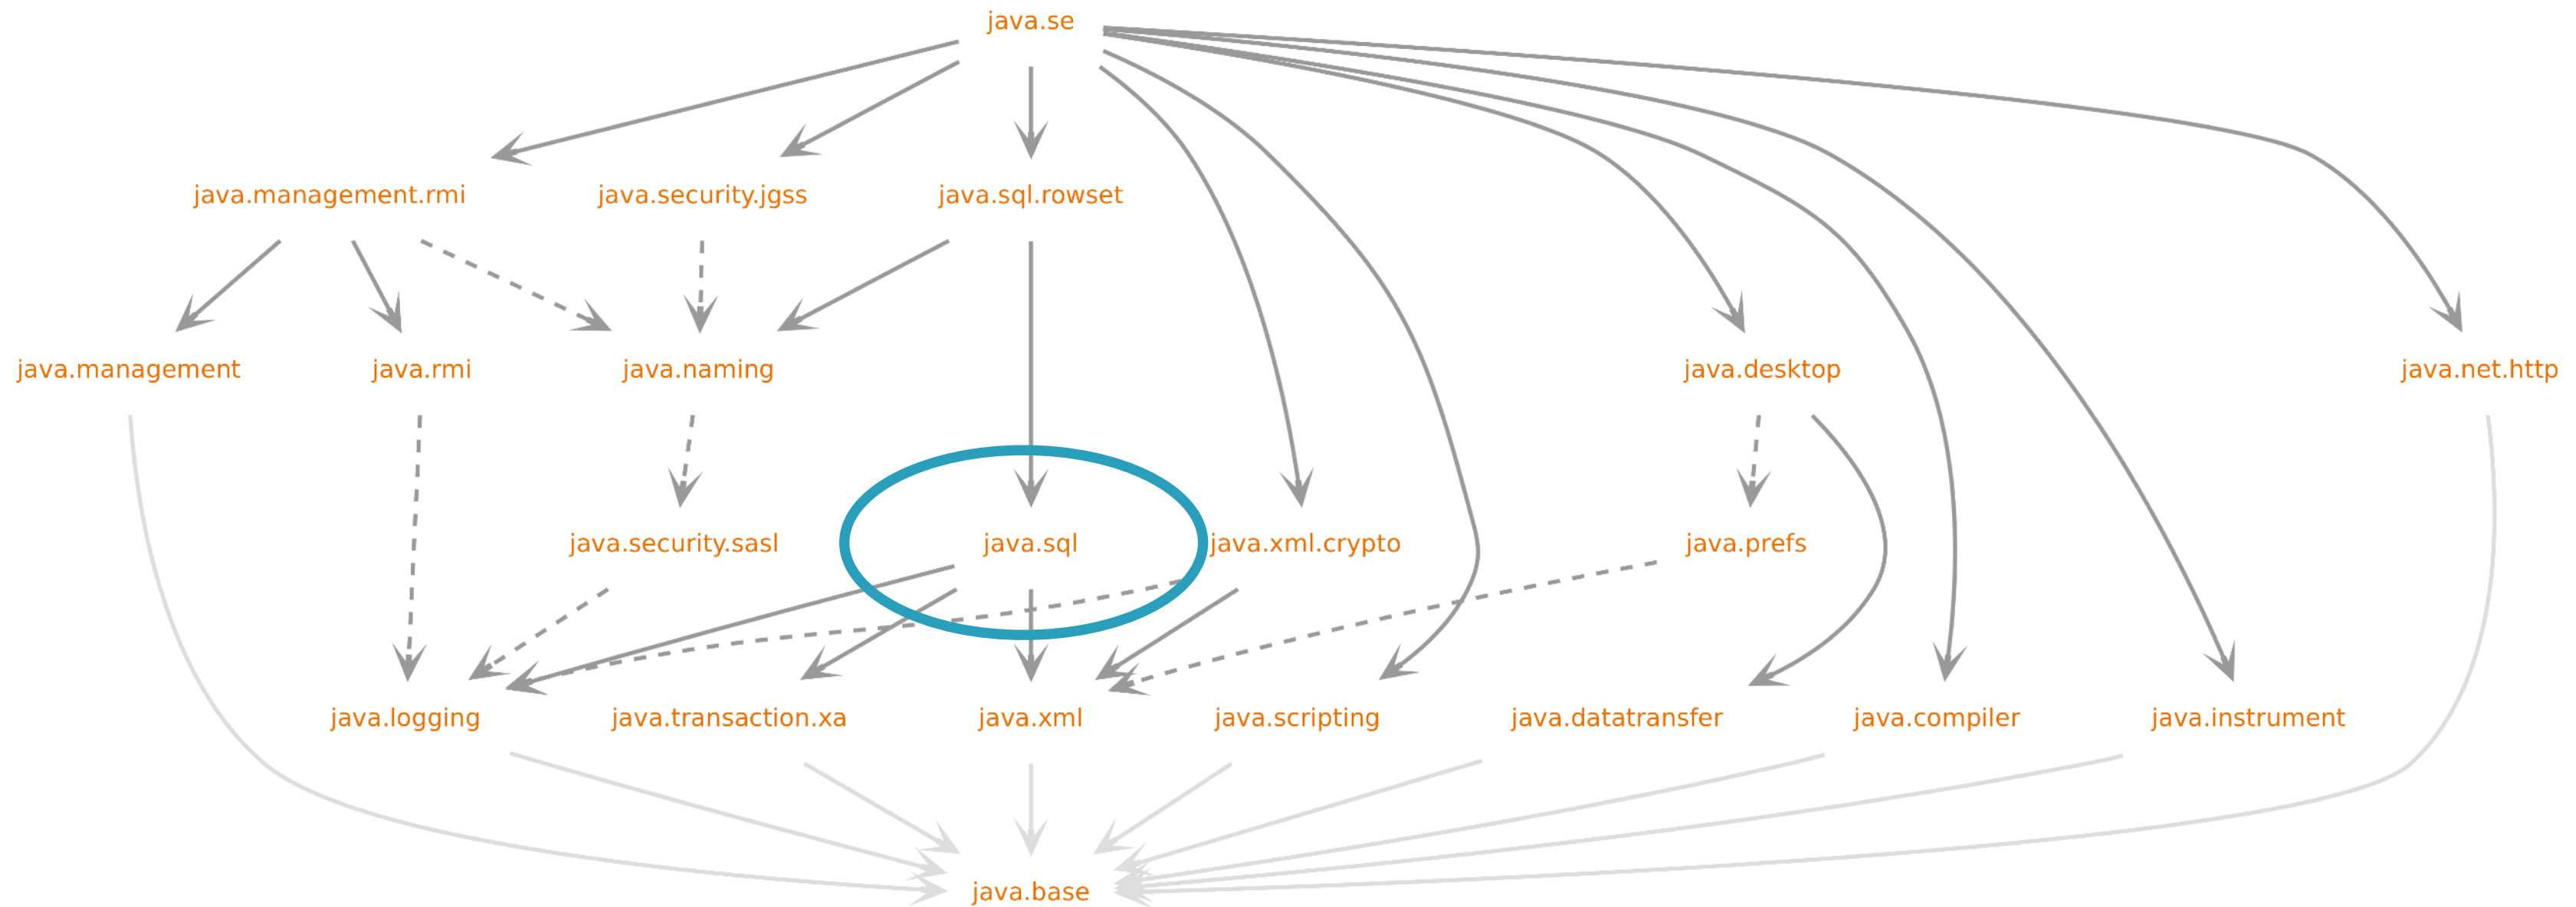 java.se
java.management.rmi
java.security.jgss
java.sql.rowset
java.management
java.rmi
java.naming
java.desktop
java.net.http
java.security.sasl
java.sql
java.xml.crypto
java.prefs
java.logging
java.transaction.xa
java.xml
java.scripting
java.datatransfer
java.compiler
java.instrument
java.base